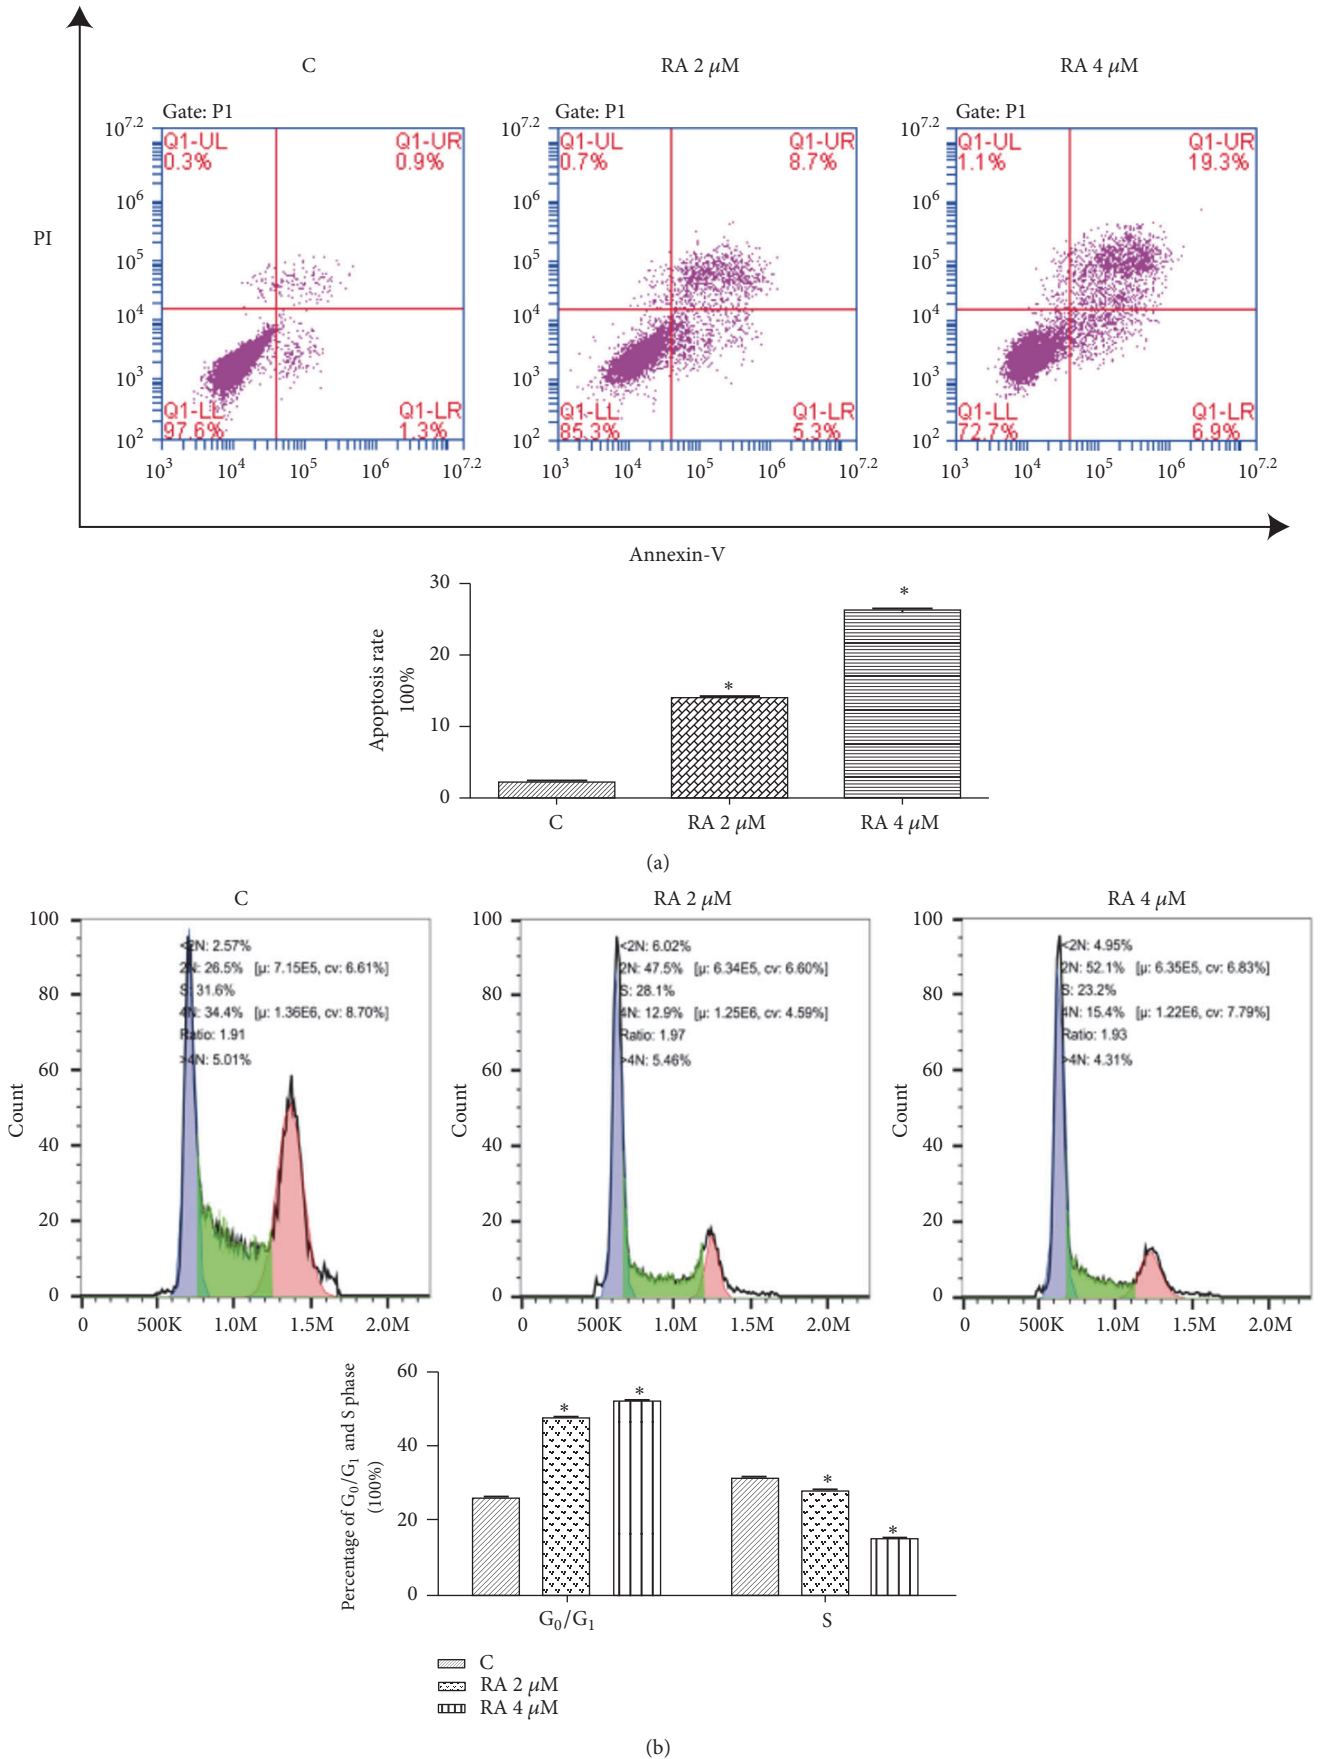 C
RA 2 μM
RA 4 μM
Gate: P1
Gate: P1
Gate: P1
PI
10^7.2
10^6
10^5
10^4
10^3
10^2
Q1-UL
0.3%
Q1-UR
0.9%
Q1-LL
97.6%
Q1-LR
1.3%
10^3 10^4 10^5 10^6 10^7.2
10^7.2
10^6
10^5
10^4
10^3
10^2
Q1-UL
0.7%
Q1-UR
8.7%
Q1-LL
85.3%
Q1-LR
5.3%
10^3 10^4 10^5 10^6 10^7.2
10^7.2
10^6
10^5
10^4
10^3
10^2
Q1-UL
1.1%
Q1-UR
19.3%
Q1-LL
72.7%
Q1-LR
6.9%
10^3 10^4 10^5 10^6 10^7.2
Annexin-V
Apoptosis rate
100%
30
20
10
0
*
*
C RA 2 μM RA 4 μM
(a)
C
Count
100
80
60
40
20
0
<2N: 2.57%
2N: 26.5% [μ: 7.15E5, cv: 6.61%]
S: 31.6%
4N: 34.4% [μ: 1.36E6, cv: 8.70%]
Ratio: 1.91
>4N: 5.01%
0 500K 1.0M 1.5M 2.0M
RA 2 μM
Count
100
80
60
40
20
0
<2N: 6.02%
2N: 47.5% [μ: 6.34E5, cv: 6.60%]
S: 28.1%
4N: 12.9% [μ: 1.25E6, cv: 4.59%]
Ratio: 1.97
>4N: 5.46%
0 500K 1.0M 1.5M 2.0M
RA 4 μM
Count
100
80
60
40
20
0
<2N: 4.95%
2N: 52.1% [μ: 6.35E5, cv: 6.83%]
S: 23.2%
4N: 15.4% [μ: 1.22E6, cv: 7.79%]
Ratio: 1.93
>4N: 4.31%
0 500K 1.0M 1.5M 2.0M
Percentage of G₀/G₁ and S phase
(100%)
60
40
20
0
*
*
*
*
G₀/G₁ S
C
RA 2 μM
RA 4 μM
(b)